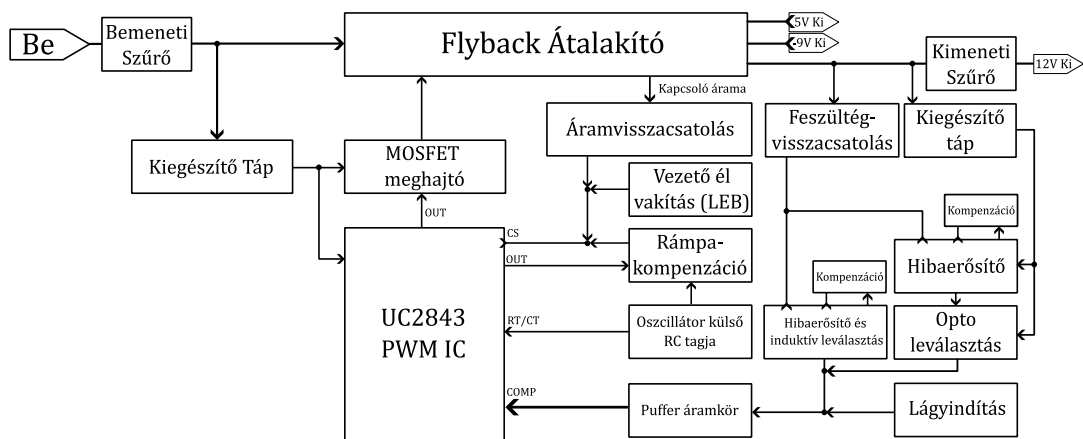 Be
Bemeneti
Szűrő
Flyback Átalakító
5V Ki
-9V Ki
Kimeneti
Szűrő
12V Ki
Kapcsoló árama
Áramvisszacsatolás
Feszültég-
visszacsatolás
Kiegészítő
táp
Kiegészítő Táp
MOSFET
meghajtó
Vezető él
vakítás (LEB)
Kompenzáció
OUT
CS
Rámpa-
kompenzáció
OUT
Hibaerősítő
Kompenzáció
UC2843
PWM IC
RT/CT
Oszcillátor külső
RC tagja
Hibaerősítő és
induktív leválasztás
Opto
leválasztás
COMP
Puffer áramkör
Lágyindítás